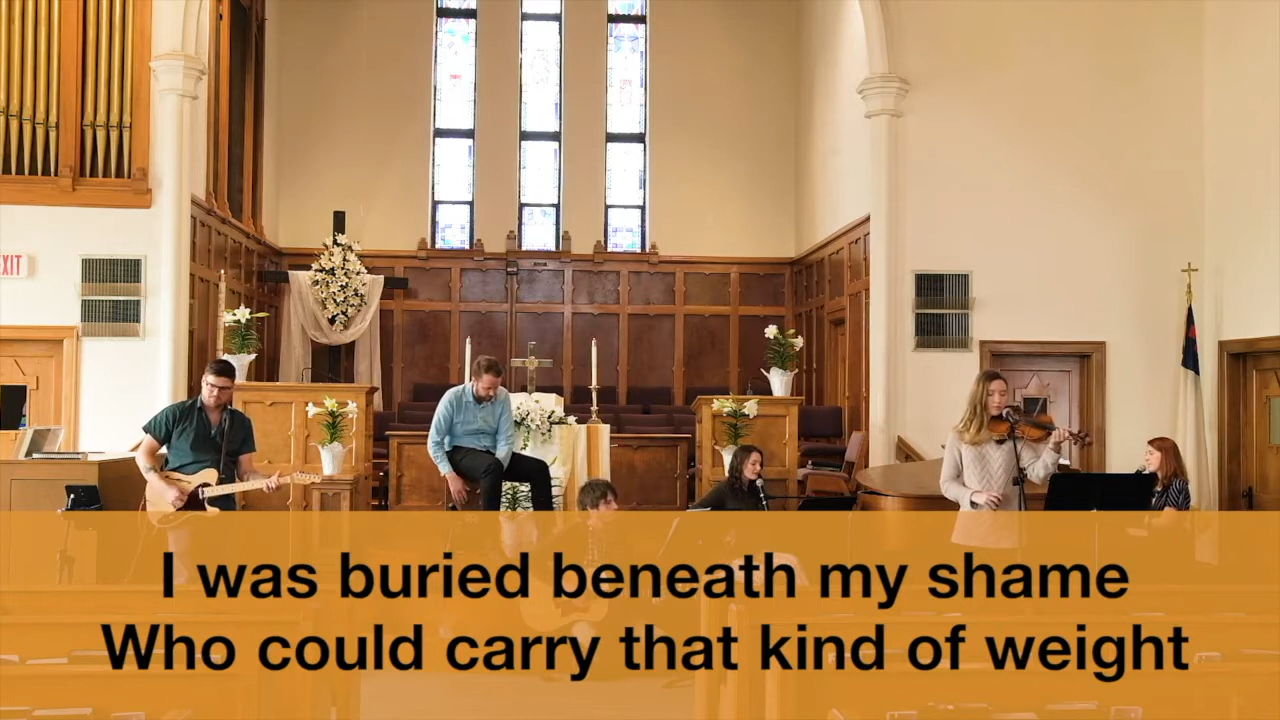 EXIT
I was buried beneath my shame
Who could carry that kind of weight